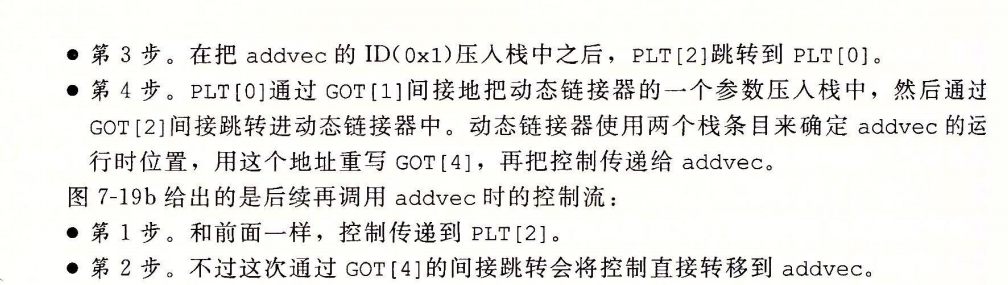 ● 第 3 步。在把 addvec 的 ID(0x1)压入栈中之后，PLT[2]跳转到 PLT[0]。
● 第 4 步。PLT[0]通过 GOT[1]间接地把动态链接器的一个参数压入栈中，然后通过
GOT[2]间接跳转进动态链接器中。动态链接器使用两个栈条目来确定 addvec 的运
行时位置，用这个地址重写 GOT[4]，再把控制传递给 addvec。
图 7-19b 给出的是后续再调用 addvec 时的控制流：
● 第 1 步。和前面一样，控制传递到 PLT[2]。
● 第 2 步。不过这次通过 GOT[4]的间接跳转会将控制直接转移到 addvec。